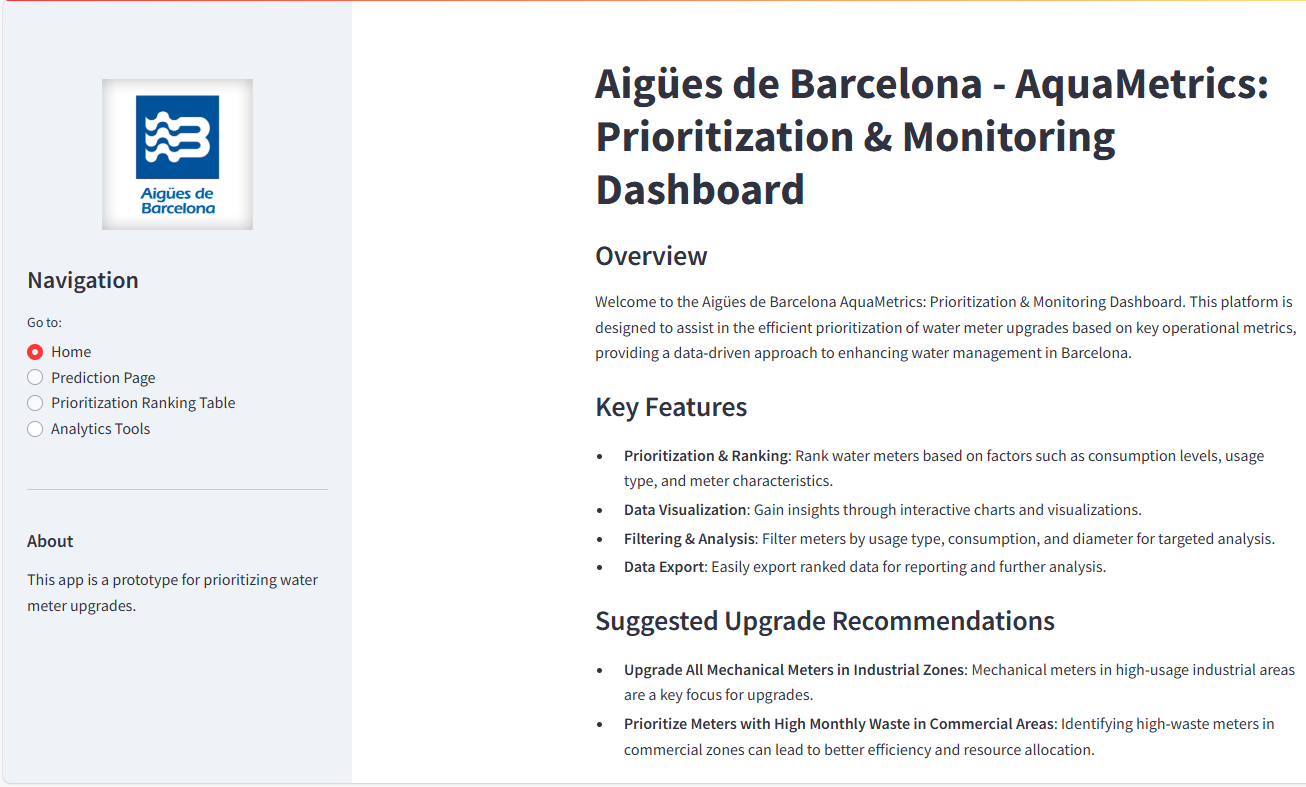 Aigües de
Barcelona
Navigation
Go to:
Home
Prediction Page
Prioritization Ranking Table
Analytics Tools
About
This app is a prototype for prioritizing water
meter upgrades.
Aigües de Barcelona - AquaMetrics:
Prioritization & Monitoring
Dashboard
Overview
Welcome to the Aigües de Barcelona AquaMetrics: Prioritization & Monitoring Dashboard. This platform is
designed to assist in the efficient prioritization of water meter upgrades based on key operational metrics,
providing a data-driven approach to enhancing water management in Barcelona.
Key Features
• Prioritization & Ranking: Rank water meters based on factors such as consumption levels, usage
type, and meter characteristics.
• Data Visualization: Gain insights through interactive charts and visualizations.
• Filtering & Analysis: Filter meters by usage type, consumption, and diameter for targeted analysis.
• Data Export: Easily export ranked data for reporting and further analysis.
Suggested Upgrade Recommendations
• Upgrade All Mechanical Meters in Industrial Zones: Mechanical meters in high-usage industrial areas
are a key focus for upgrades.
• Prioritize Meters with High Monthly Waste in Commercial Areas: Identifying high-waste meters in
commercial zones can lead to better efficiency and resource allocation.